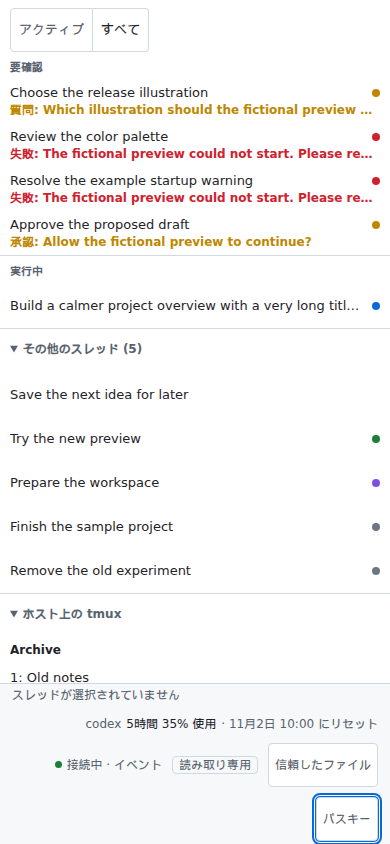 アクティブ すべて
要確認
Choose the release illustration
質問: Which illustration should the fictional preview …
Review the color palette
失敗: The fictional preview could not start. Please re…
Resolve the example startup warning
失敗: The fictional preview could not start. Please re…
Approve the proposed draft
承認: Allow the fictional preview to continue?
実行中
Build a calmer project overview with a very long titl…
▼ その他のスレッド (5)
Save the next idea for later
Try the new preview
Prepare the workspace
Finish the sample project
Remove the old experiment
▼ ホスト上の tmux
Archive
1: Old notes
スレッドが選択されていません
codex 5時間 35% 使用 · 11月2日 10:00 にリセット
接続中 · イベント 読み取り専用 信頼したファイル
パスキー